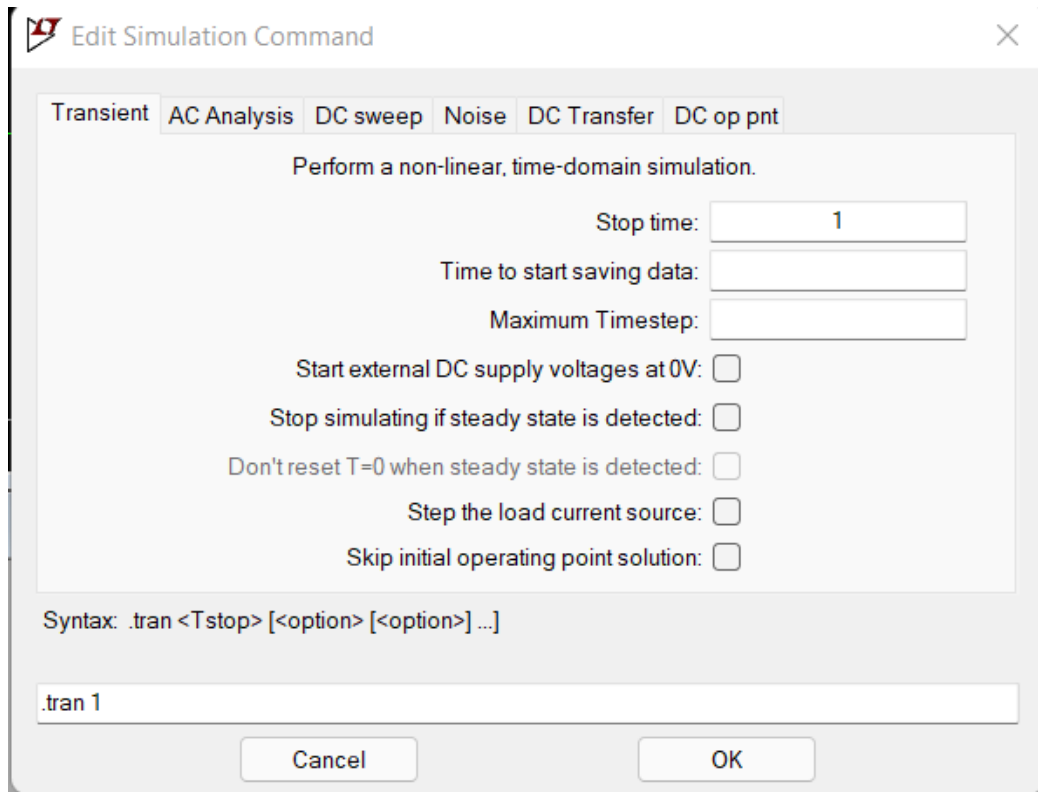 Edit Simulation Command
Transient AC Analysis DC sweep Noise DC Transfer DC op pnt
Perform a non-linear, time-domain simulation.
Stop time: 1
Time to start saving data:
Maximum Timestep:
Start external DC supply voltages at 0V:
Stop simulating if steady state is detected:
Don't reset T=0 when steady state is detected:
Step the load current source:
Skip initial operating point solution:
Syntax: .tran <Tstop> [<option> [<option>] ...]
.tran 1
Cancel OK